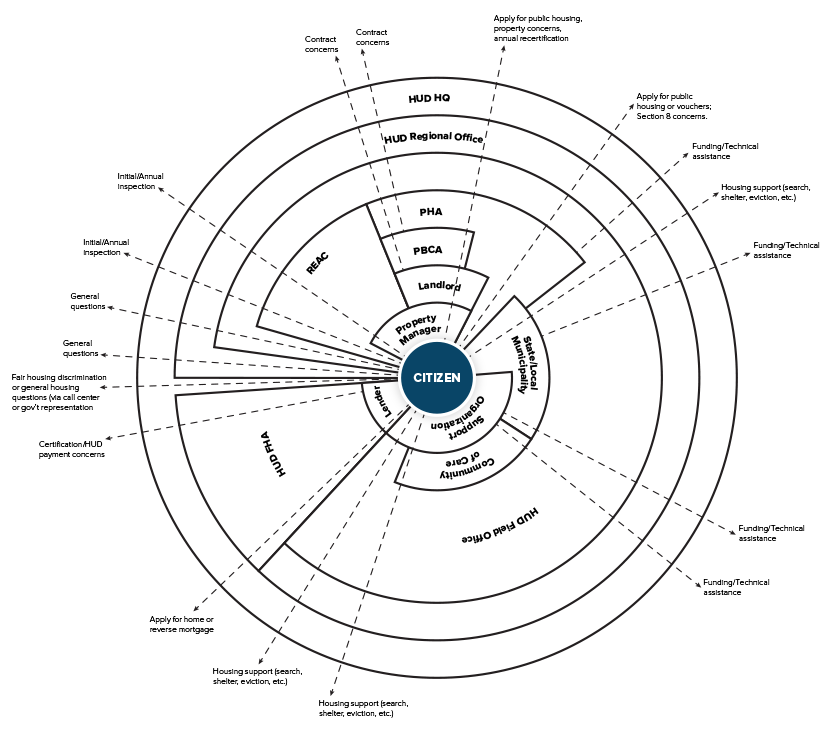 Contract
concerns
Contract
concerns
Apply for public housing,
property concerns,
annual recertification
Apply for public
housing or vouchers;
Section 8 concerns.
Funding/Technical
assistance
Housing support (search,
shelter, eviction, etc.)
Funding/Technical
assistance
HUD HQ
HUD Regional Office
PHA
PBCA
Landlord
Property
Manager
REAC
CITIZEN
State/Local
Municipality
Support
Organization
Community
of Care
HUD Field Office
Lender
HUD FHA
Initial/Annual
inspection
Initial/Annual
inspection
General
questions
General
questions
Fair housing discrimination
or general housing
questions (via call center
or gov't representation
Certification/HUD
payment concerns
Apply for home or
reverse mortgage
Housing support (search,
shelter, eviction, etc.)
Housing support (search,
shelter, eviction, etc.)
Funding/Technical
assistance
Funding/Technical
assistance